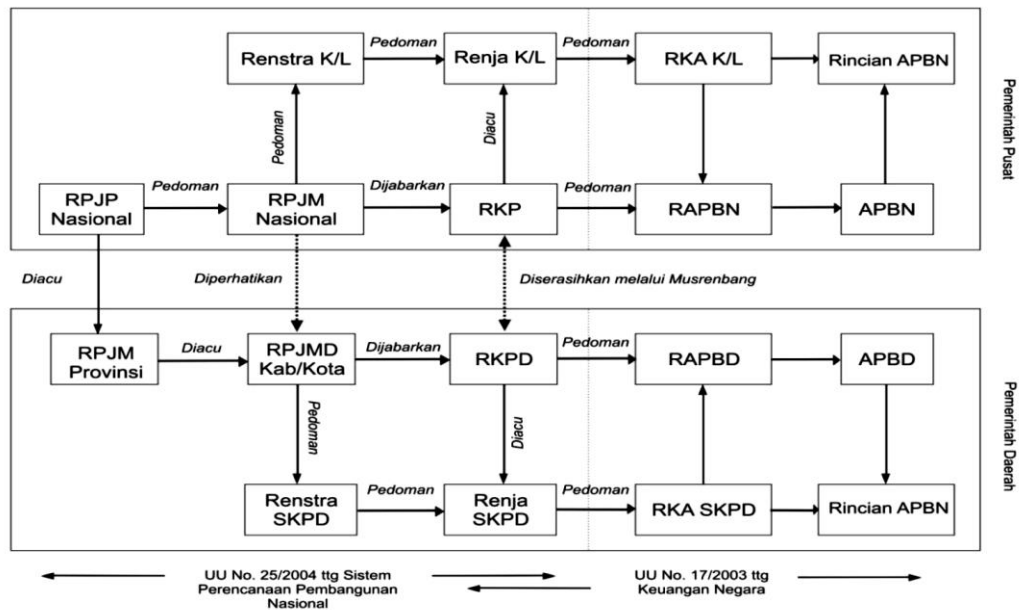 Pedoman
Pedoman
Renstra K/L
Renja K/L
RKA K/L
Rincian APBN
Pedoman
Diacu
Pemerintah Pusat
Pedoman
Dijabarkan
Pedoman
RPJP
Nasional
RPJM
Nasional
RKP
RAPBN
APBN
Diacu
Diperhatikan
Diserasihkan melalui Musrenbang
RPJM
Provinsi
Diacu
RPJMD
Kab/Kota
Dijabarkan
RKPD
Pedoman
RAPBD
APBD
Pedoman
Diacu
Pemerintah Daerah
Renstra
SKPD
Pedoman
Renja
SKPD
Pedoman
RKA SKPD
Rincian APBN
UU No. 25/2004 ttg Sistem
Perencanaan Pembangunan
Nasional
UU No. 17/2003 ttg
Keuangan Negara